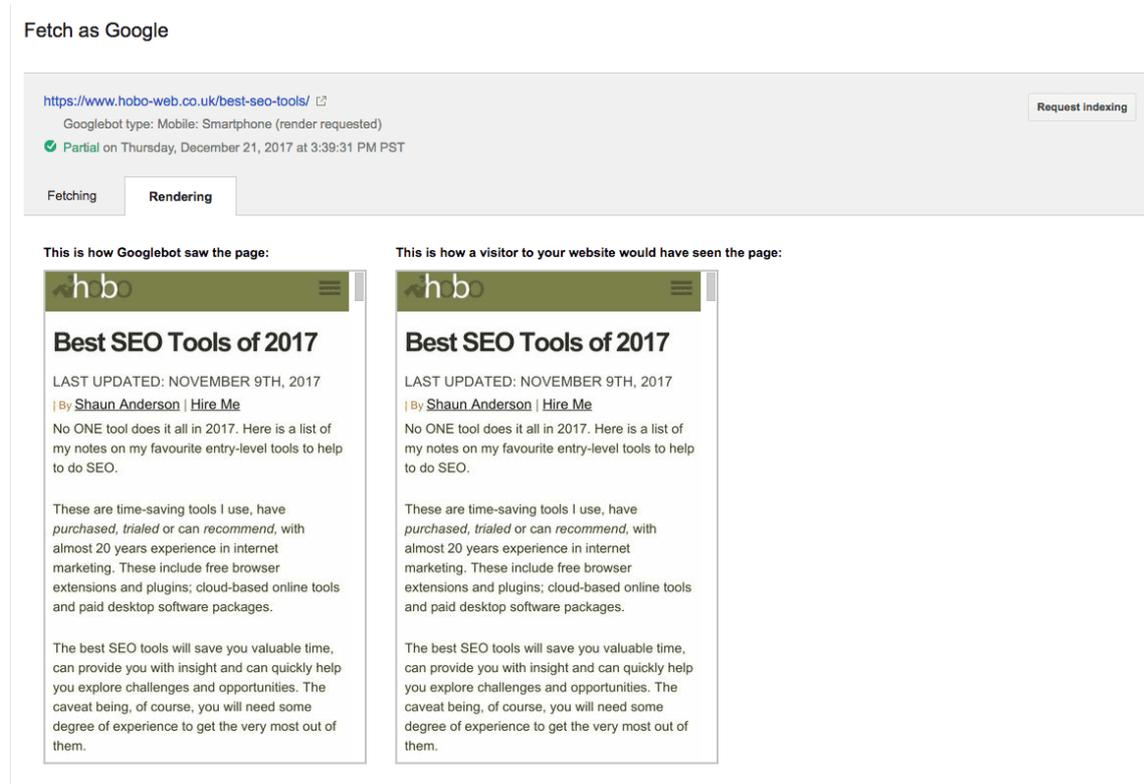 Fetch as Google
https://www.hobo-web.co.uk/best-seo-tools/
Request indexing
Googlebot type: Mobile: Smartphone (render requested)
Partial on Thursday, December 21, 2017 at 3:39:31 PM PST
Fetching
Rendering
This is how Googlebot saw the page:
hobo
Best SEO Tools of 2017
LAST UPDATED: NOVEMBER 9TH, 2017
| By Shaun Anderson | Hire Me
No ONE tool does it all in 2017. Here is a list of
my notes on my favourite entry-level tools to help
to do SEO.
These are time-saving tools I use, have
purchased, trialed or can recommend, with
almost 20 years experience in internet
marketing. These include free browser
extensions and plugins; cloud-based online tools
and paid desktop software packages.
The best SEO tools will save you valuable time,
can provide you with insight and can quickly help
you explore challenges and opportunities. The
caveat being, of course, you will need some
degree of experience to get the very most out of
them.
This is how a visitor to your website would have seen the page:
hobo
Best SEO Tools of 2017
LAST UPDATED: NOVEMBER 9TH, 2017
| By Shaun Anderson | Hire Me
No ONE tool does it all in 2017. Here is a list of
my notes on my favourite entry-level tools to help
to do SEO.
These are time-saving tools I use, have
purchased, trialed or can recommend, with
almost 20 years experience in internet
marketing. These include free browser
extensions and plugins; cloud-based online tools
and paid desktop software packages.
The best SEO tools will save you valuable time,
can provide you with insight and can quickly help
you explore challenges and opportunities. The
caveat being, of course, you will need some
degree of experience to get the very most out of
them.